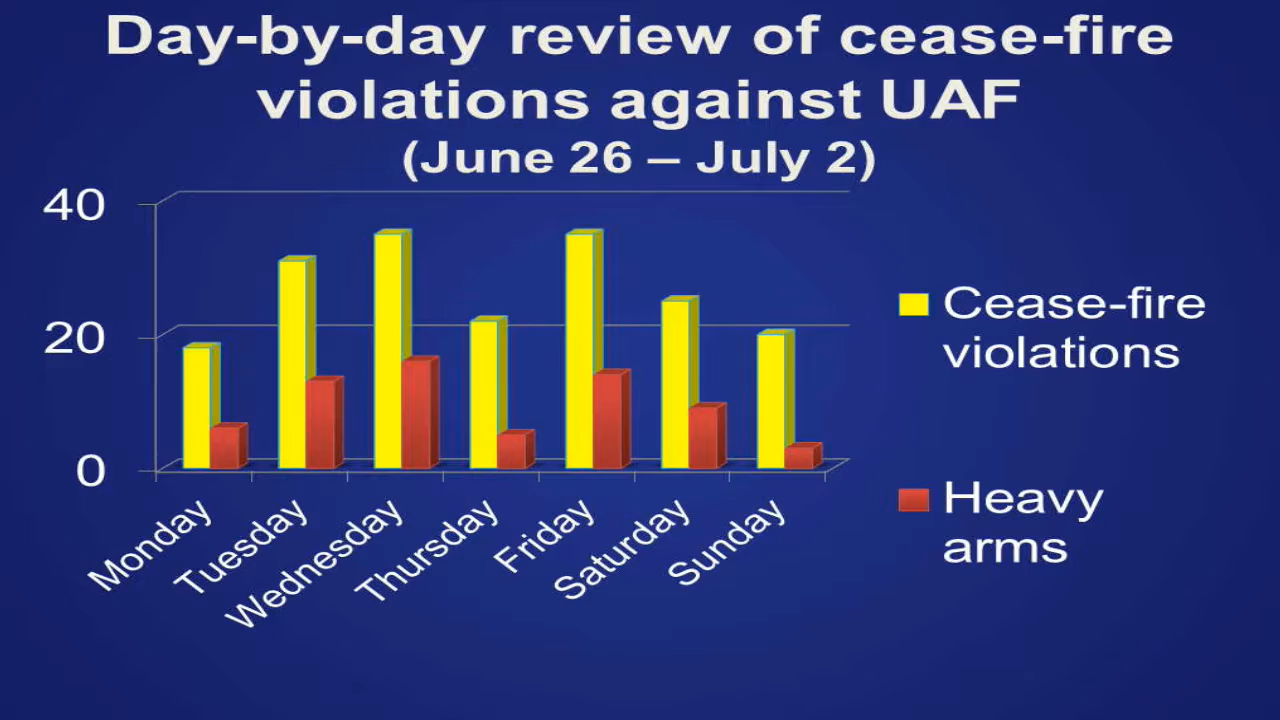 Day-by-day review of cease-fire
violations against UAF
(June 26 – July 2)
40
20
0
Monday
Tuesday
Wednesday
Thursday
Friday
Saturday
Sunday
Cease-fire
violations
Heavy
arms